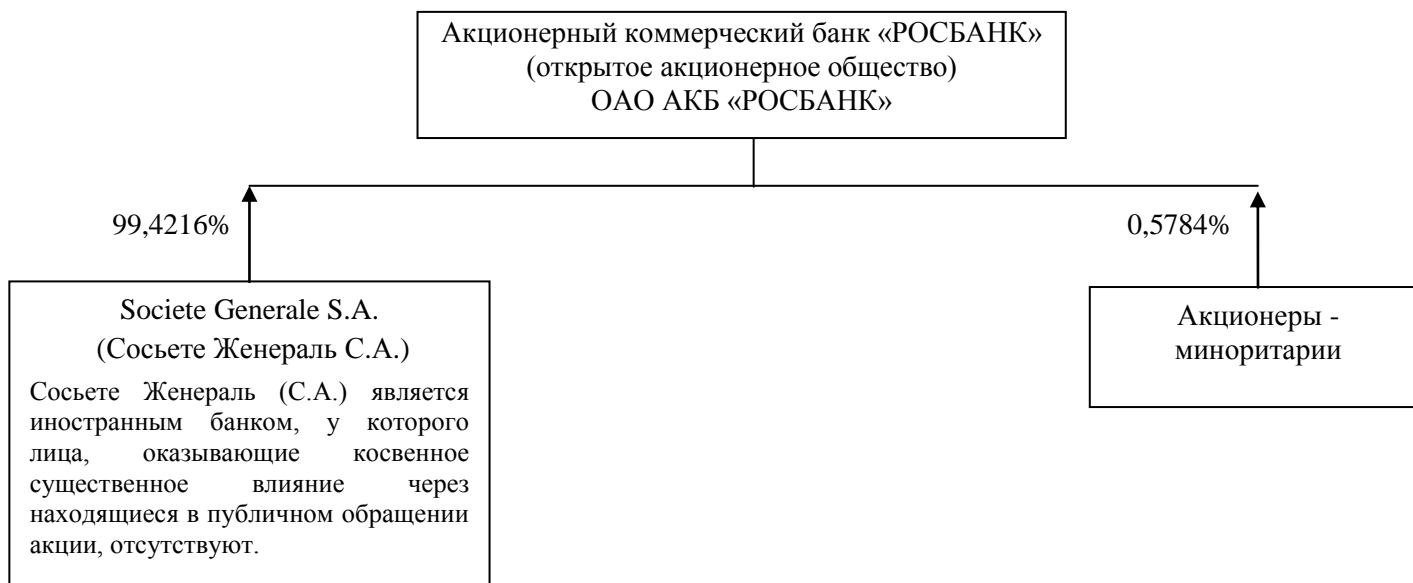 Акционерный коммерческий банк «РОСБАНК»
(открытое акционерное общество)
ОАО АКБ «РОСБАНК»
99,4216%
0,5784%
Societe Generale S.A.
(Сосьете Женераль С.А.)
Сосьете Женераль (С.А.) является
иностранным банком, у которого
лица, оказывающие косвенное
существенное влияние через
находящиеся в публичном обращении
акции, отсутствуют.
Акционеры -
миноритарии